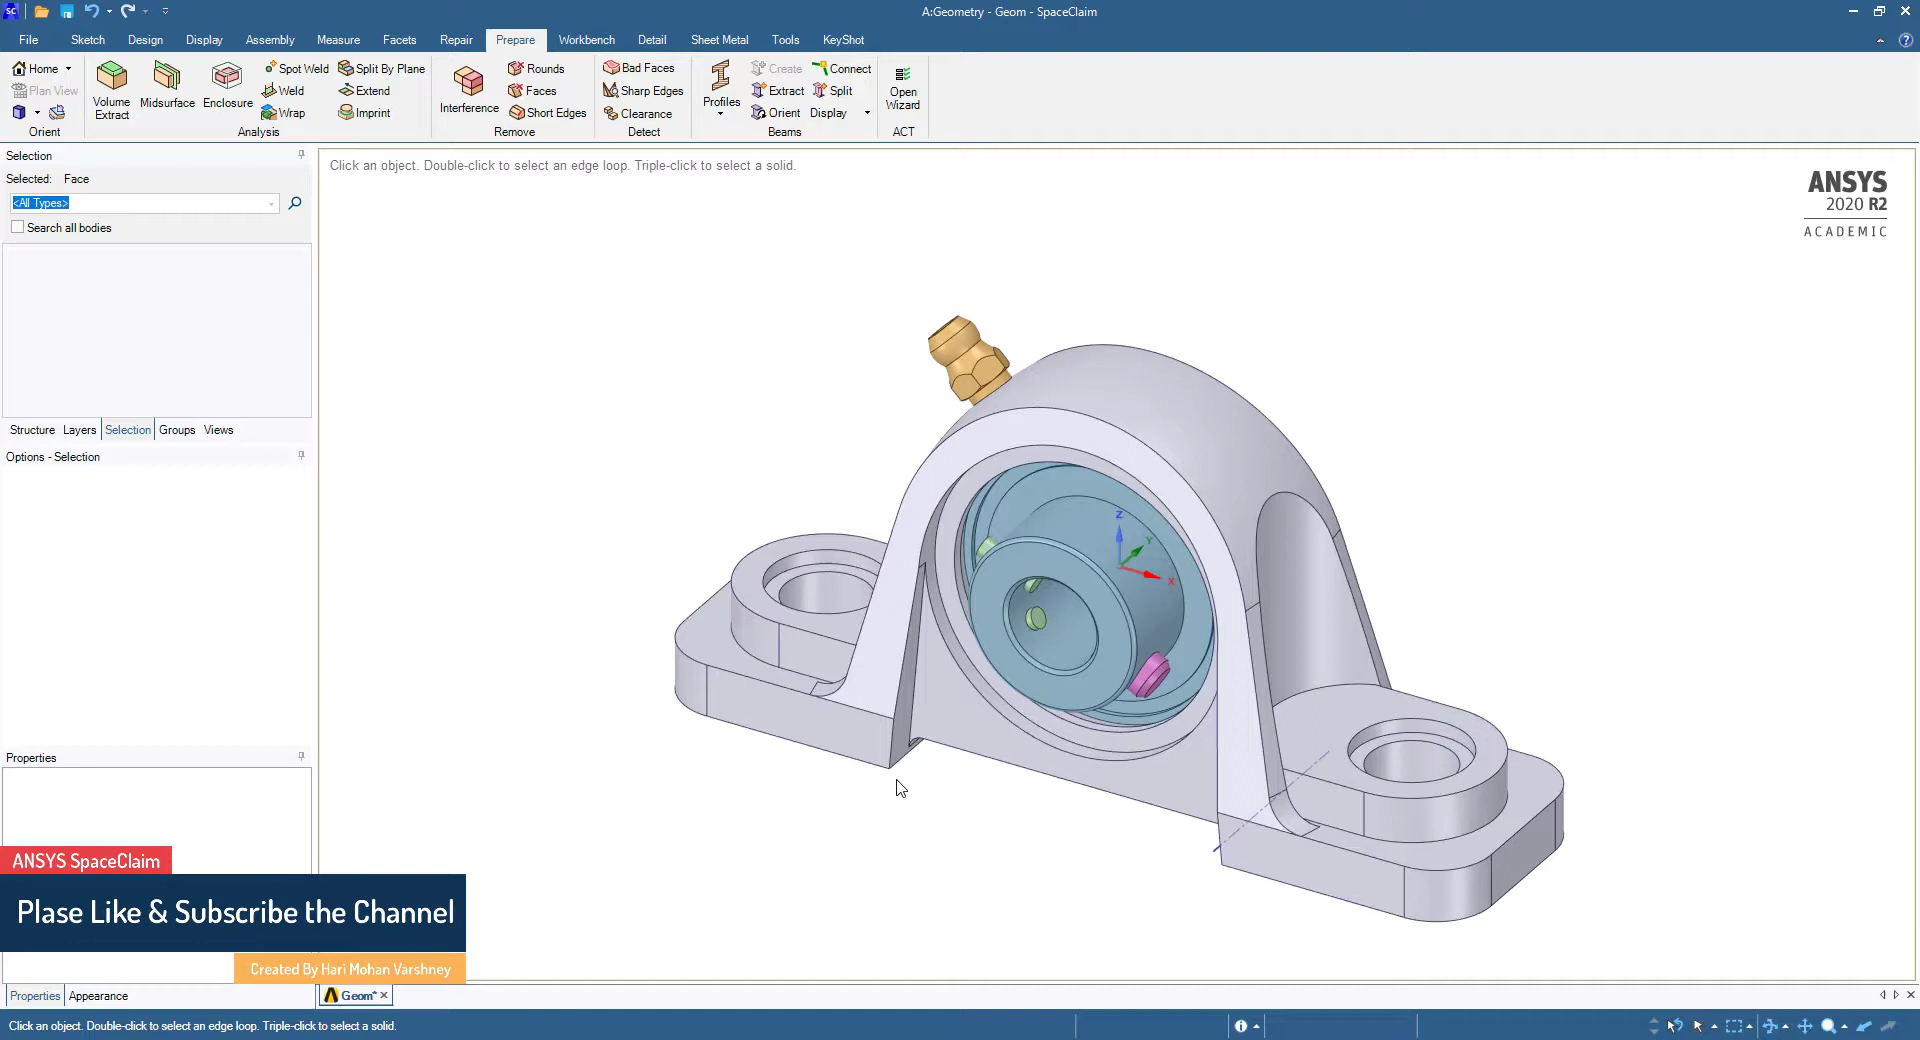 SC
A:Geometry - Geom - SpaceClaim
File Sketch Design Display Assembly Measure Facets Repair Prepare Workbench Detail Sheet Metal Tools KeyShot
Home
Plan View
Orient
Volume Extract
Midsurface
Enclosure
Spot Weld
Weld
Wrap
Split By Plane
Extend
Imprint
Analysis
Interference
Rounds
Faces
Short Edges
Remove
Bad Faces
Sharp Edges
Clearance
Detect
Profiles
Create
Extract
Orient
Connect
Split
Display
Beams
Open Wizard
ACT
Selection
Selected: Face
<All Types>
Search all bodies
Structure Layers Selection Groups Views
Options - Selection
Properties
Click an object. Double-click to select an edge loop. Triple-click to select a solid.
ANSYS
2020 R2
ACADEMIC
Z
Y
X
ANSYS SpaceClaim
Plase Like & Subscribe the Channel
Created By Hari Mohan Varshney
Properties Appearance
Geom*
Click an object. Double-click to select an edge loop. Triple-click to select a solid.